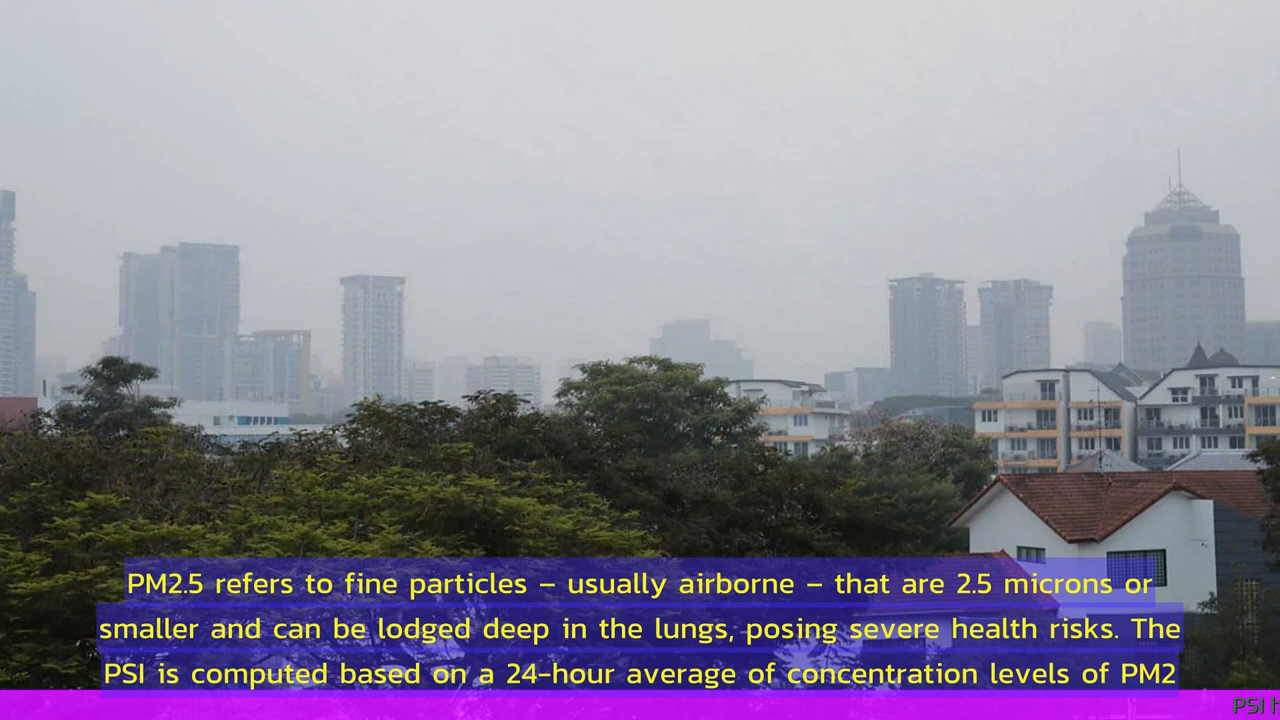 PM2.5 refers to fine particles – usually airborne – that are 2.5 microns or
smaller and can be lodged deep in the lungs, posing severe health risks. The
PSI is computed based on a 24-hour average of concentration levels of PM2
PSI